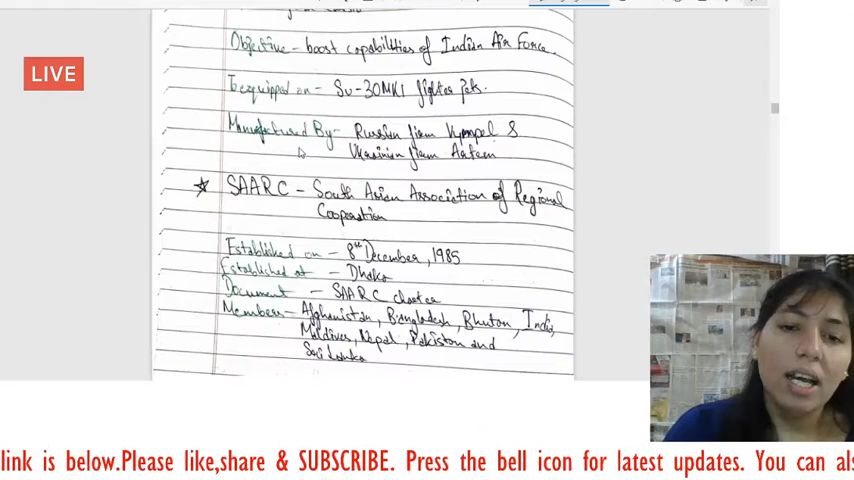 LIVE
Objective - boost capabilities of Indian Air Force.
To equipped on - Su-30MKI fighter jets.
Manufactured By - Russian firm Vympel &
Ukrainian firm Artem
☆ SAARC - South Asian Association of Regional
Cooperation
Established on - 8th December, 1985
Established at - Dhaka
Document - SAARC charter
Members - Afghanistan, Bangladesh, Bhutan, India,
Maldives, Nepal, Pakistan and
Sri Lanka
link is below.Please like,share & SUBSCRIBE. Press the bell icon for latest updates. You can als